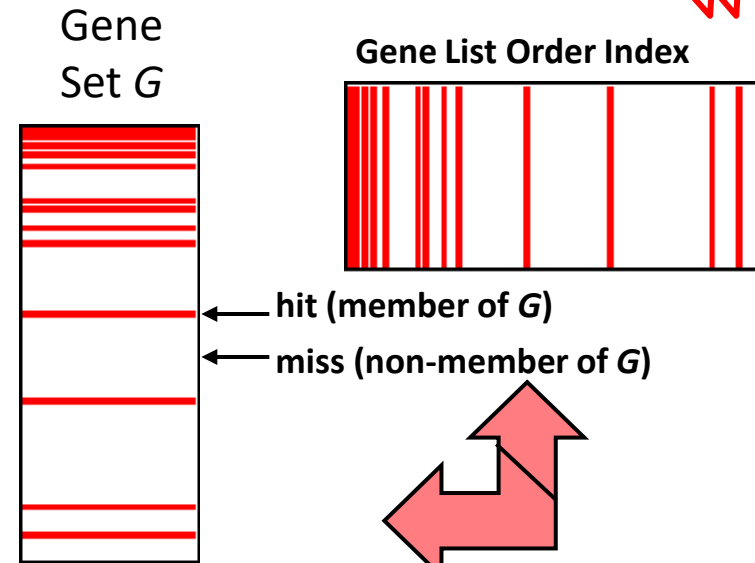 Gene
Set G
Gene List Order Index
hit (member of G)
miss (non-member of G)